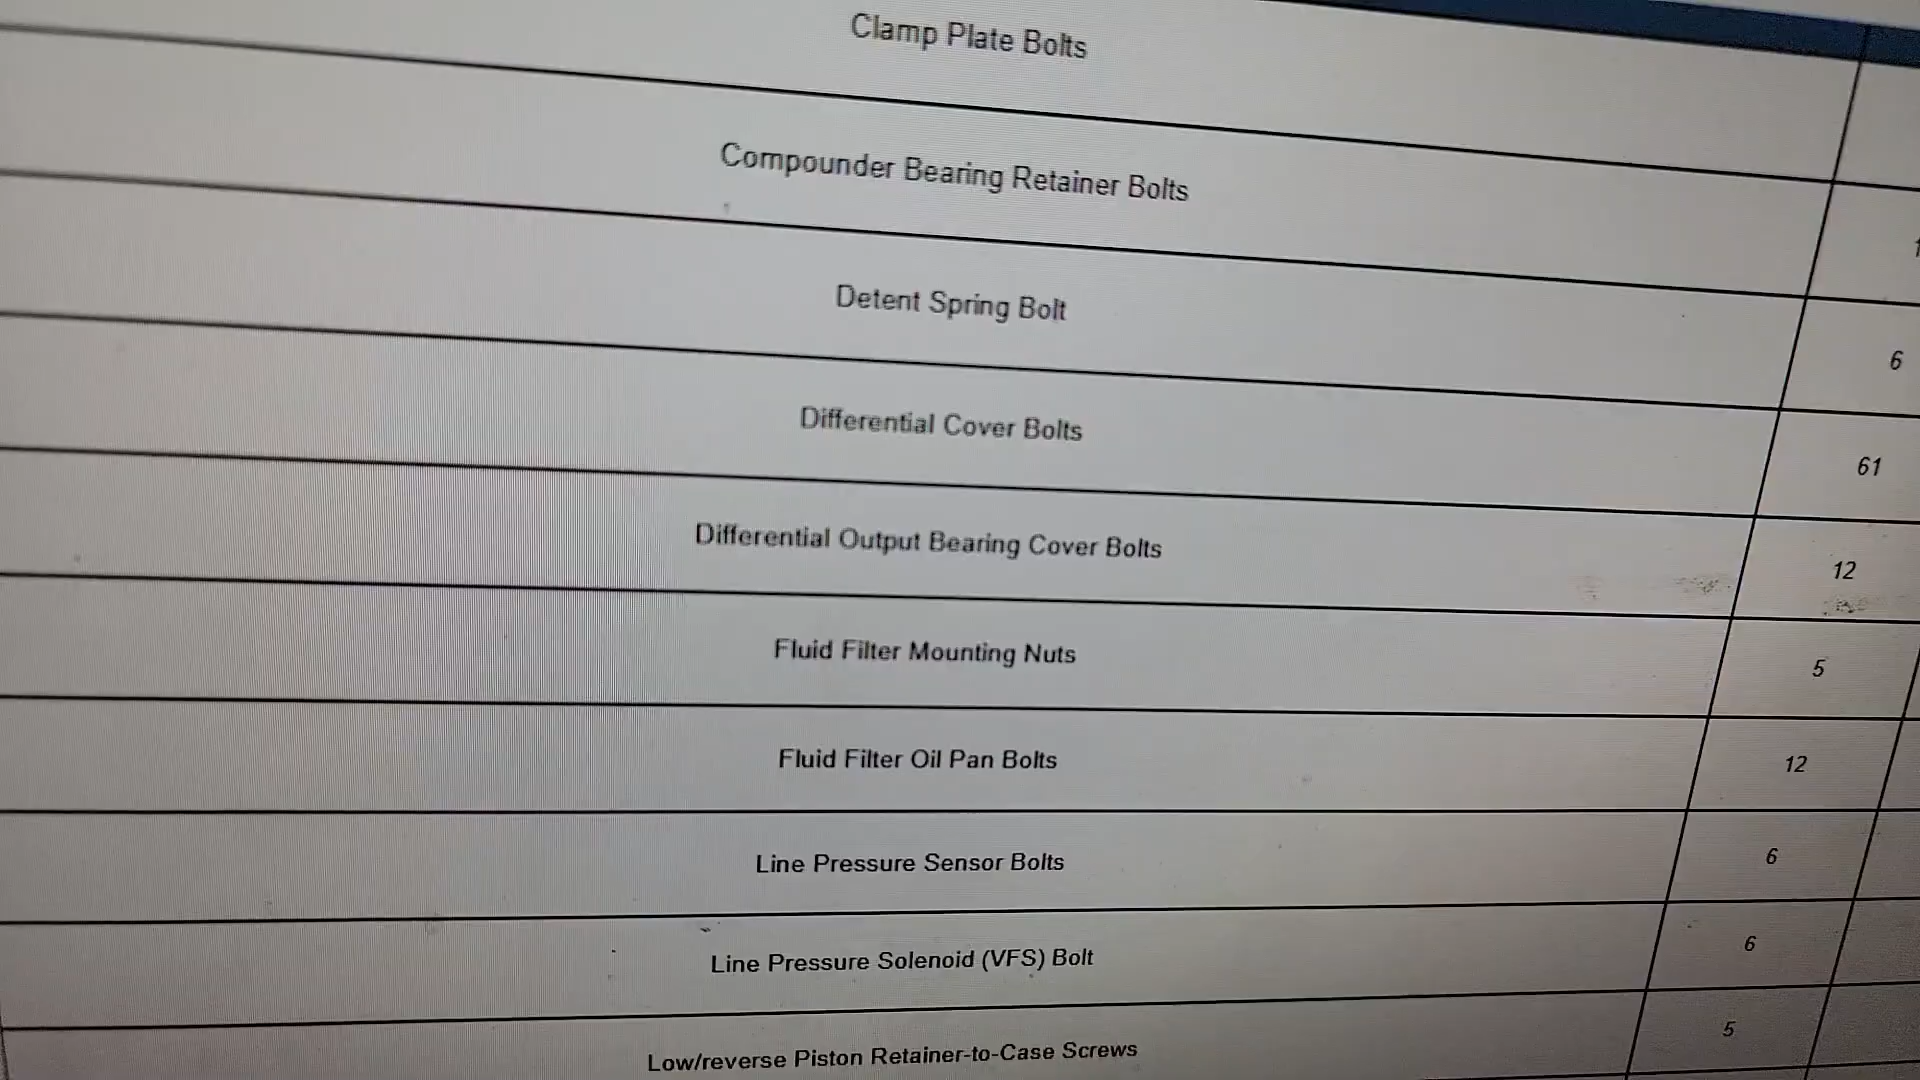 Clamp Plate Bolts
Compounder Bearing Retainer Bolts
Detent Spring Bolt 6
Differential Cover Bolts 61
Differential Output Bearing Cover Bolts 12
Fluid Filter Mounting Nuts 5
Fluid Filter Oil Pan Bolts 12
Line Pressure Sensor Bolts 6
Line Pressure Solenoid (VFS) Bolt 6
Low/reverse Piston Retainer-to-Case Screws 5